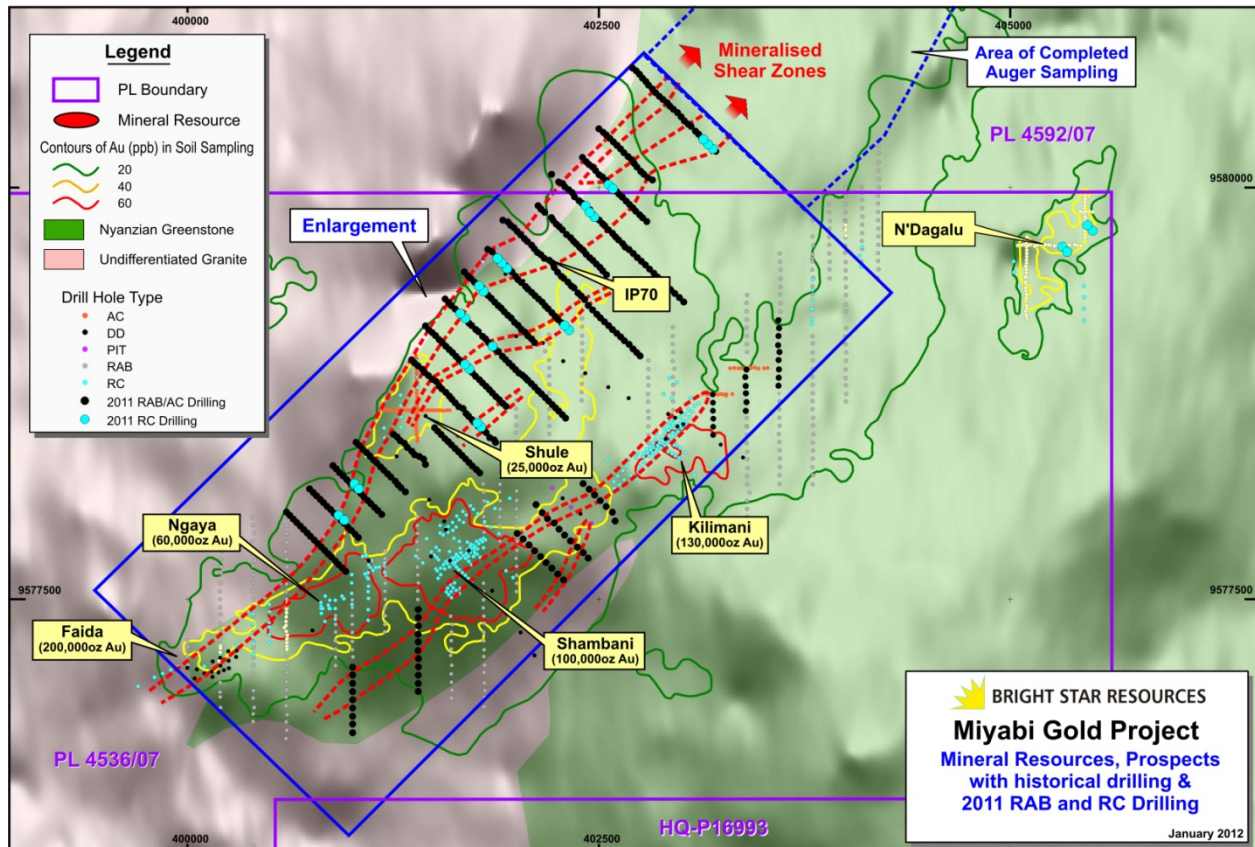 400000
402500
405000
Legend
PL Boundary
Mineral Resource
Contours of Au (ppb) in Soil Sampling
20
40
60
Nyanzian Greenstone
Undifferentiated Granite
Drill Hole Type
AC
DD
PIT
RAB
RC
2011 RAB/AC Drilling
2011 RC Drilling
Mineralised
Shear Zones
Area of Completed
Auger Sampling
PL 4592/07
9580000
9580000
Enlargement
N'Dagalu
IP70
Shule
(25,000oz Au)
Ngaya
(60,000oz Au)
Kilimani
(130,000oz Au)
9577500
9577500
Faida
(200,000oz Au)
Shambani
(100,000oz Au)
PL 4536/07
HQ-P16993
BRIGHT STAR RESOURCES
Miyabi Gold Project
Mineral Resources, Prospects
with historical drilling &
2011 RAB and RC Drilling
January 2012
400000
402500